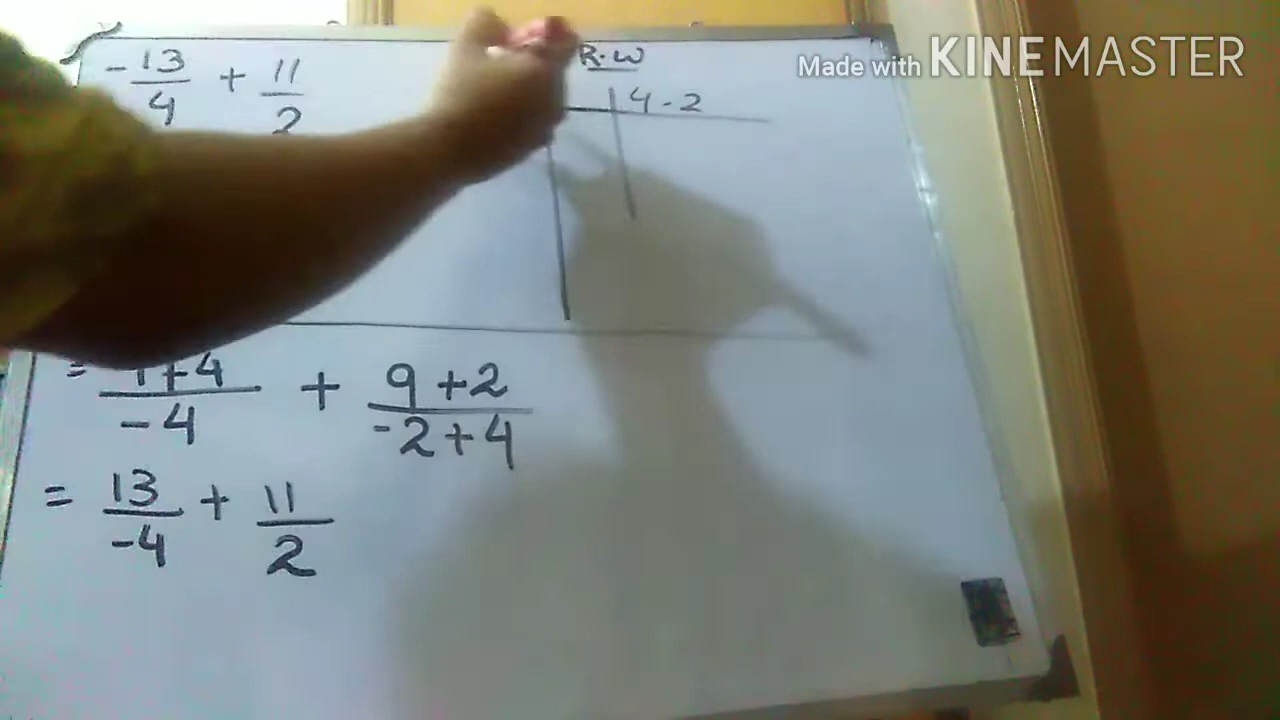 -13/4 + 11/2
R.W
Made with KINEMASTER
4 - 2
= 9+4/-4 + 9+2/-2+4
= 13/-4 + 11/2